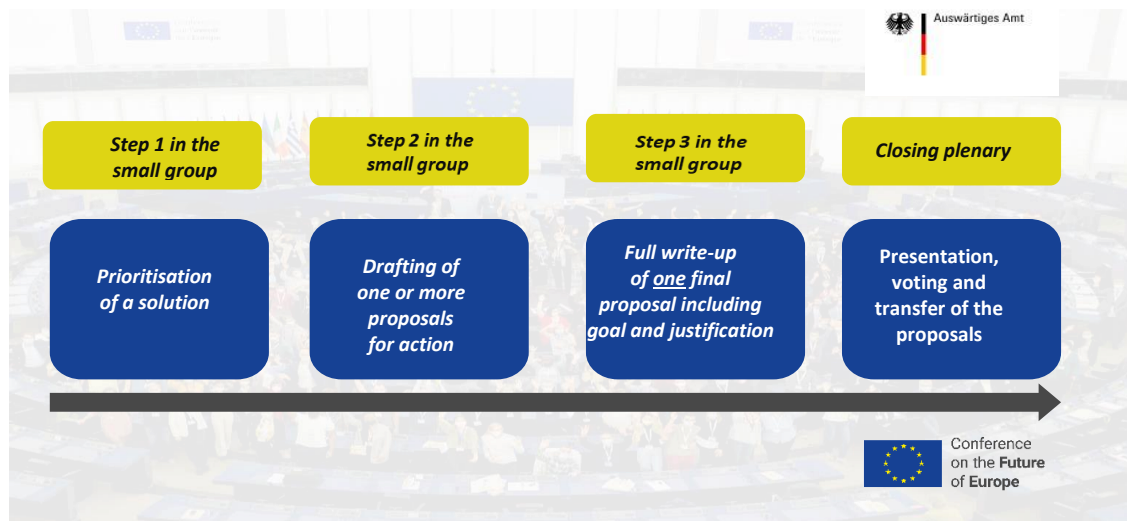 Auswärtiges Amt
Step 1 in the
small group
Step 2 in the
small group
Step 3 in the
small group
Closing plenary
Prioritisation
of a solution
Drafting of
one or more
proposals
for action
Full write-up
of one final
proposal including
goal and justification
Presentation,
voting and
transfer of the
proposals
Conference
on the Future
of Europe